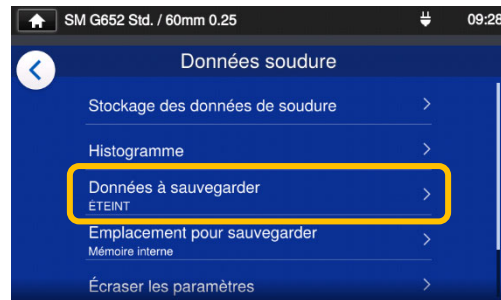 SM G652 Std. / 60mm 0.25 09:28
Données soudure
Stockage des données de soudure
Histogramme
Données à sauvegarder
ÉTEINT
Emplacement pour sauvegarder
Mémoire interne
Écraser les paramètres